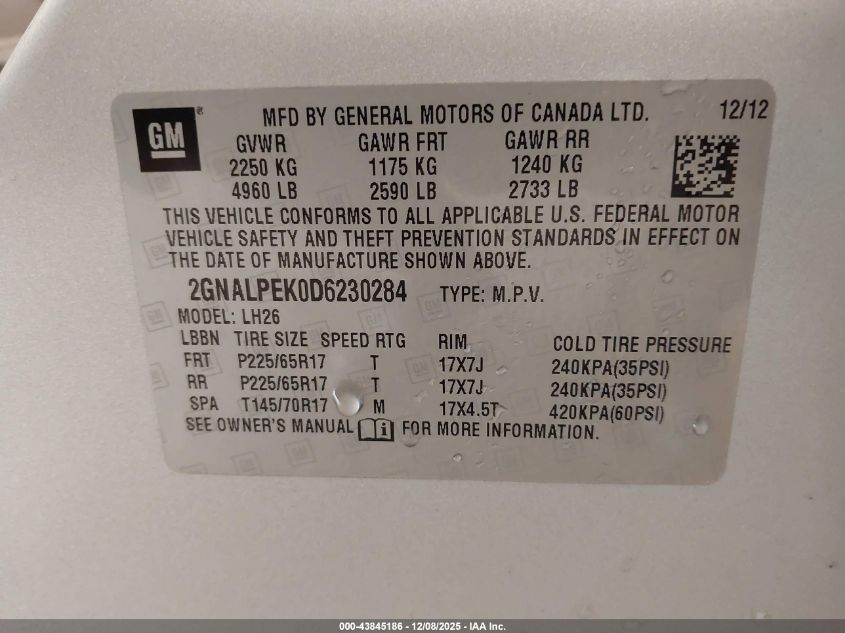 GM ® MFD BY GENERAL MOTORS OF CANADA LTD. 12/12
GVWR GAWR FRT GAWR RR
2250 KG 1175 KG 1240 KG
4960 LB 2590 LB 2733 LB
THIS VEHICLE CONFORMS TO ALL APPLICABLE U.S. FEDERAL MOTOR
VEHICLE SAFETY AND THEFT PREVENTION STANDARDS IN EFFECT ON
THE DATE OF MANUFACTURE SHOWN ABOVE.
2GNALPEK0D6230284 TYPE: M.P.V.
MODEL: LH26
LBBN TIRE SIZE SPEED RTG RIM COLD TIRE PRESSURE
FRT P225/65R17 T 17X7J 240KPA(35PSI)
RR P225/65R17 T 17X7J 240KPA(35PSI)
SPA T145/70R17 M 17X4.5T 420KPA(60PSI)
SEE OWNER'S MANUAL i FOR MORE INFORMATION.
000-43845186 - 12/08/2025 - IAA Inc.